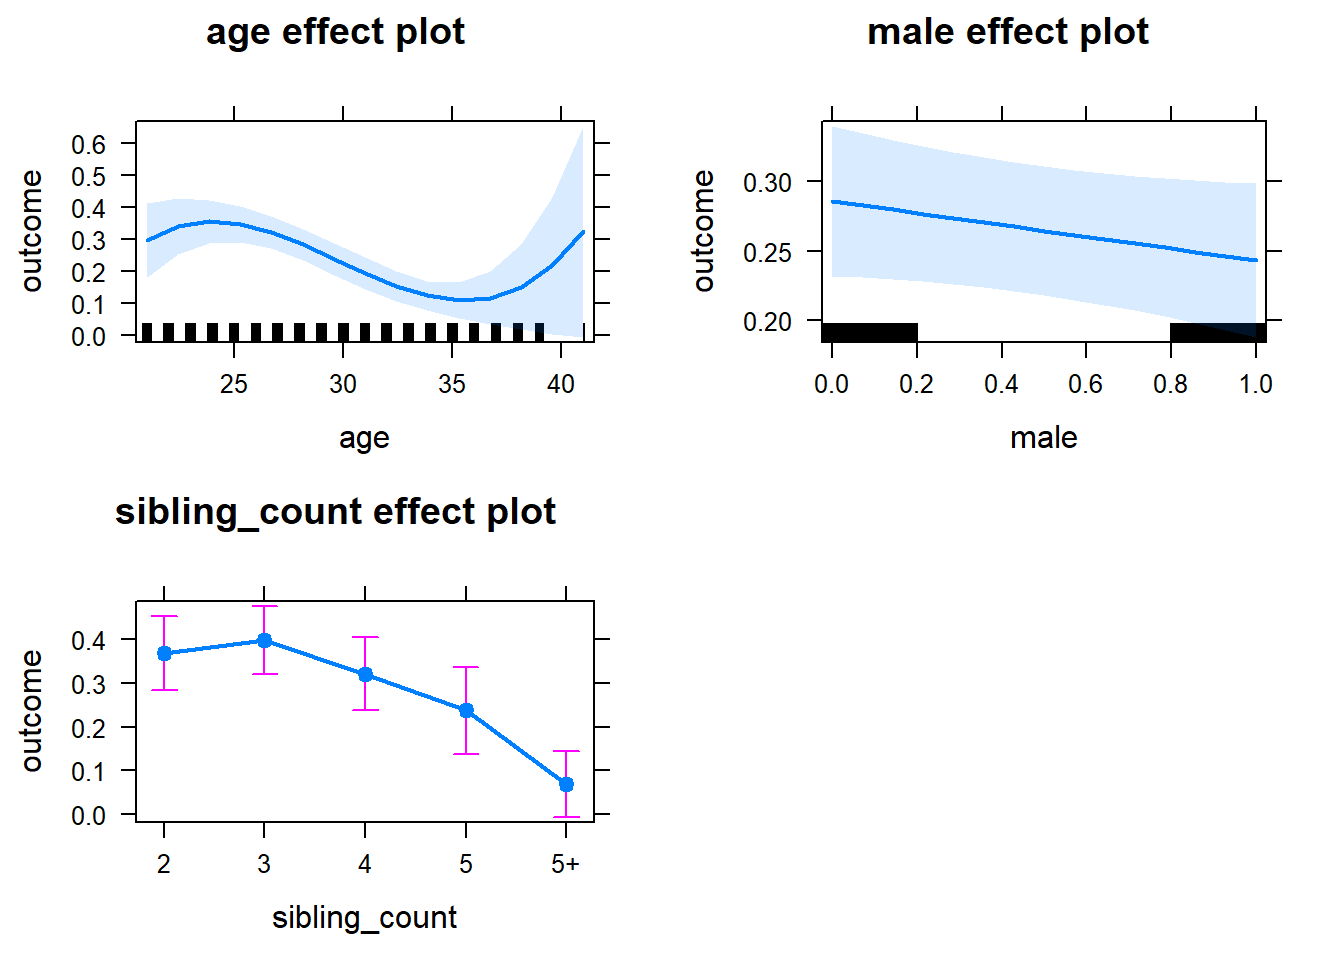 age effect plot
outcome
0.6
0.5
0.4
0.3
0.2
0.1
0.0
25 30 35 40
age
male effect plot
outcome
0.30
0.25
0.20
0.0 0.2 0.4 0.6 0.8 1.0
male
sibling_count effect plot
outcome
0.4
0.3
0.2
0.1
0.0
2 3 4 5 5+
sibling_count